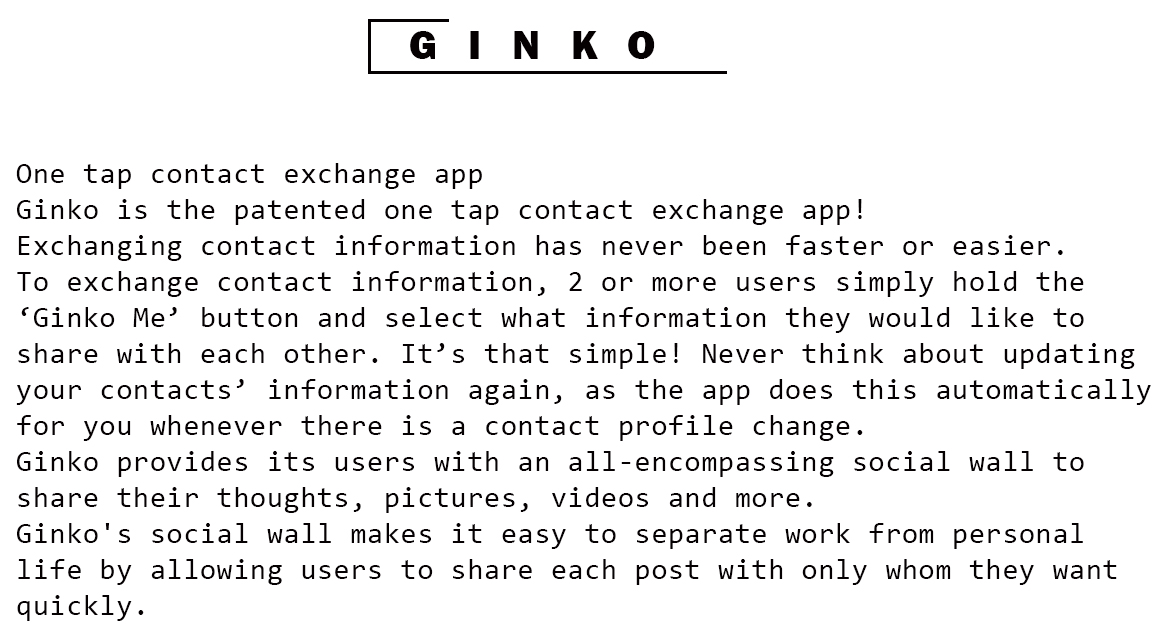 GINKO
One tap contact exchange app
Ginko is the patented one tap contact exchange app!
Exchanging contact information has never been faster or easier.
To exchange contact information, 2 or more users simply hold the
‘Ginko Me’ button and select what information they would like to
share with each other. It’s that simple! Never think about updating
your contacts’ information again, as the app does this automatically
for you whenever there is a contact profile change.
Ginko provides its users with an all-encompassing social wall to
share their thoughts, pictures, videos and more.
Ginko's social wall makes it easy to separate work from personal
life by allowing users to share each post with only whom they want
quickly.